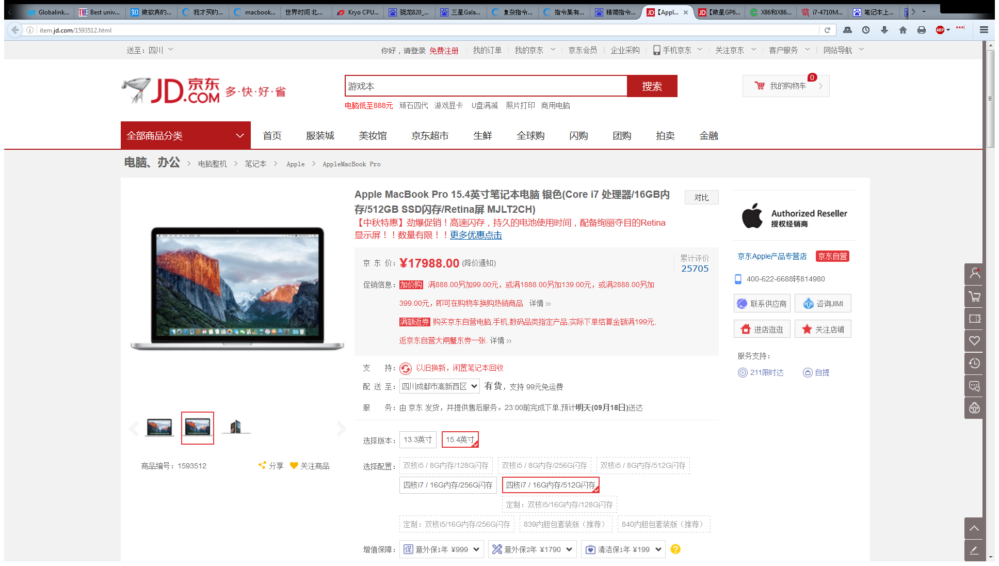 Globalink...
Best univ...
微软真的...
我才买的...
macbook...
世界时间 北...
Kryo CPU...
骁龙820_...
三星Gala...
复杂指令...
指令集有...
精简指令...
【Appl...
【微星GP6...
X86和X86...
i7-4710M...
笔记本上...
item.jd.com/1593512.html
ABP
送至：四川
你好，请登录 免费注册
我的订单
我的京东
京东会员
企业采购
手机京东
关注京东
客户服务
网站导航
JD.COM 京东 多·快·好·省
游戏本
搜索
0
我的购物车
电脑低至888元 顽石四代 游戏显卡 U盘满减 照片打印 商用电脑
全部商品分类
首页 服装城 美妆馆 京东超市 生鲜 全球购 闪购 团购 拍卖 金融
电脑、办公 > 电脑整机 > 笔记本 > Apple > AppleMacBook Pro
Apple MacBook Pro 15.4英寸笔记本电脑 银色(Core i7 处理器/16GB内
存/512GB SSD闪存/Retina屏 MJLT2CH)
对比
【中秋特惠】劲爆促销！高速闪存，持久的电池使用时间，配备绚丽夺目的Retina
显示屏！！数量有限！！更多优惠点击
京 东 价： ¥17988.00 (降价通知)
累计评价
25705
促销信息： 加价购 满888.00另加99.00元，或满1888.00另加139.00元，或满2888.00另加
399.00元，即可在购物车换购热销商品 详情 ››
满额返券 购买京东自营电脑,手机,数码品类指定产品,实际下单结算金额满199元,
返京东自营大闸蟹东券一张. 详情 ››
支 持： 以旧换新，闲置笔记本回收
配 送 至： 四川成都市高新西区 有货，支持 99元免运费
服 务： 由 京东 发货，并提供售后服务。23:00前完成下单,预计明天(09月18日)送达
选择版本： 13.3英寸 15.4英寸
选择配置： 双核i5 / 8G内存/128G闪存 双核i5 / 8G内存/256G闪存 双核i5 / 8G内存/512G闪存
四核i7 / 16G内存/256G闪存 四核i7 / 16G内存/512G闪存
定制：双核i5/16G内存/128G闪存
定制：双核i5/16G内存/256G闪存 839内胆包套装版（推荐） 840内胆包套装版（推荐）
增值保障： 促 意外保1年 ¥999 意外保2年 ¥1790 清洁保1年 ¥199 ?
商品编号：1593512
分享 关注商品
Authorized Reseller
授权经销商
京东Apple产品专营店 京东自营
400-622-6688转814980
联系供应商 咨询JIMI
进店逛逛 关注店铺
服务支持：
211限时达 自提